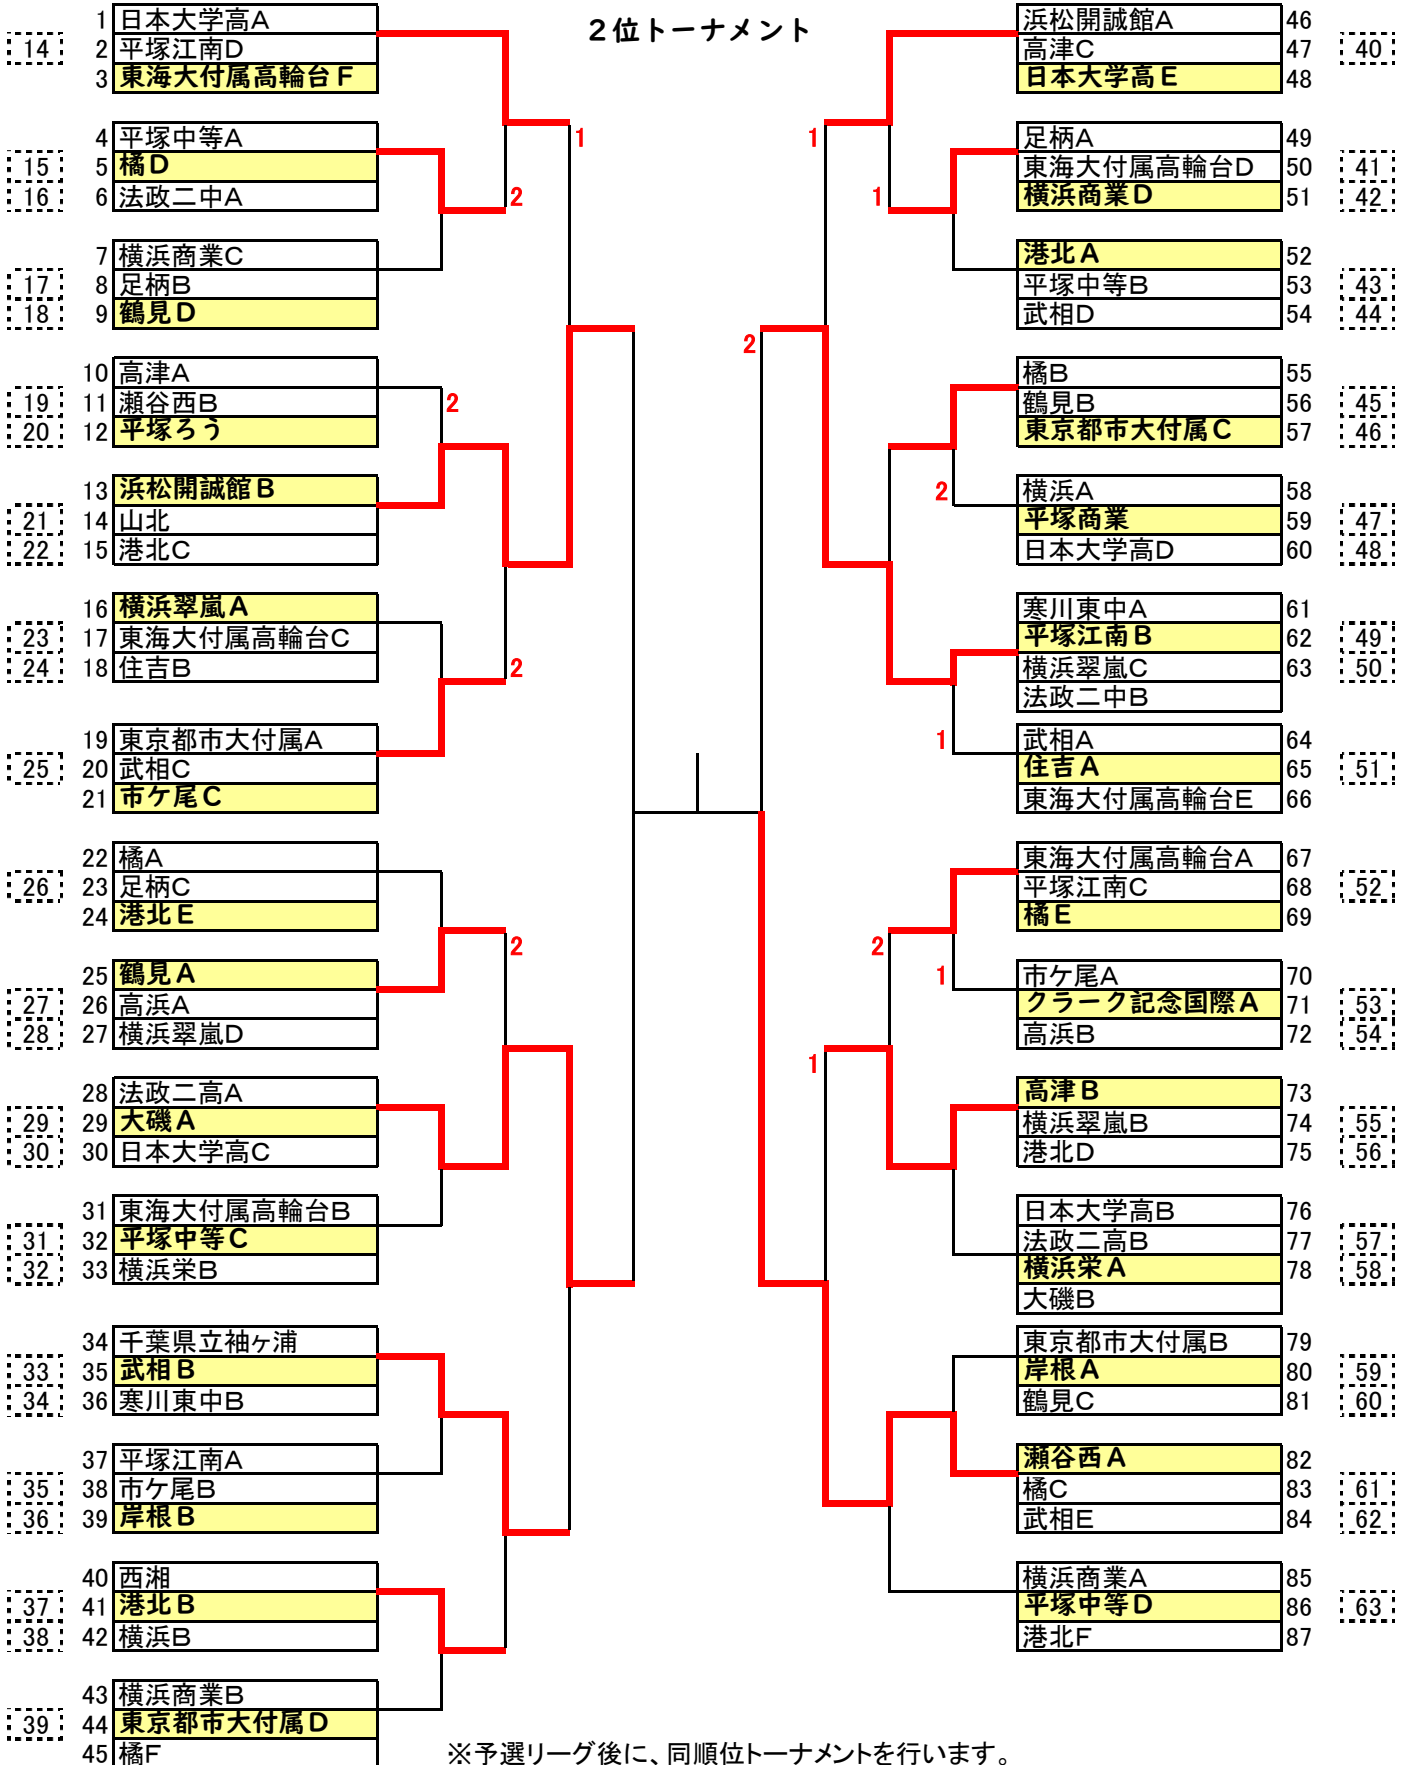 ２位トーナメント
1 日本大学高A
14 2 平塚江南D
3 東海大付属高輪台F
4 平塚中等A
15 5 橘D
16 6 法政二中A
7 横浜商業C
17 8 足柄B
18 9 鶴見D
10 高津A
19 11 瀬谷西B
20 12 平塚ろう
13 浜松開誠館B
21 14 山北
22 15 港北C
16 横浜翠嵐A
23 17 東海大付属高輪台C
24 18 住吉B
19 東京都市大付属A
25 20 武相C
21 市ケ尾C
22 橘A
26 23 足柄C
24 港北E
25 鶴見A
27 26 高浜A
28 27 横浜翠嵐D
28 法政二高A
29 29 大磯A
30 30 日本大学高C
31 東海大付属高輪台B
31 32 平塚中等C
32 33 横浜栄B
34 千葉県立袖ヶ浦
33 35 武相B
34 36 寒川東中B
37 平塚江南A
35 38 市ケ尾B
36 39 岸根B
40 西湘
37 41 港北B
38 42 横浜B
43 横浜商業B
39 44 東京都市大付属D
45 橘F
1
2
2
2
2
浜松開誠館A 46
高津C 47 40
日本大学高E 48
足柄A 49
東海大付属高輪台D 50 41
横浜商業D 51 42
港北A 52
平塚中等B 53 43
武相D 54 44
橘B 55
鶴見B 56 45
東京都市大付属C 57 46
横浜A 58
平塚商業 59 47
日本大学高D 60 48
寒川東中A 61
平塚江南B 62 49
横浜翠嵐C 63 50
法政二中B
武相A 64
住吉A 65 51
東海大付属高輪台E 66
東海大付属高輪台A 67
平塚江南C 68 52
橘E 69
市ケ尾A 70
クラーク記念国際A 71 53
高浜B 72 54
高津B 73
横浜翠嵐B 74 55
港北D 75 56
日本大学高B 76
法政二高B 77 57
横浜栄A 78 58
大磯B
東京都市大付属B 79
岸根A 80 59
鶴見C 81 60
瀬谷西A 82
橘C 83 61
武相E 84 62
横浜商業A 85
平塚中等D 86 63
港北F 87
1
1
2
2
1
2
1
1
※予選リーグ後に、同順位トーナメントを行います。